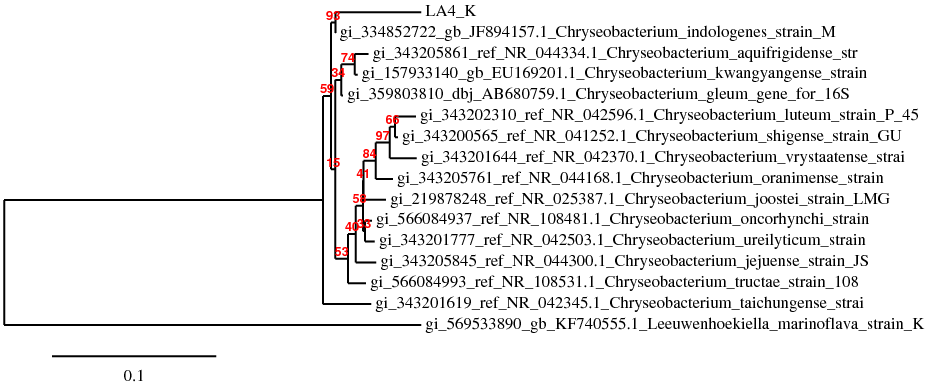 LA4_K
93
gi_334852722_gb_JF894157.1_Chryseobacterium_indologenes_strain_M
gi_343205861_ref_NR_044334.1_Chryseobacterium_aquifrigidense_str
74
gi_157933140_gb_EU169201.1_Chryseobacterium_kwangyangense_strain
34
59
gi_359803810_dbj_AB680759.1_Chryseobacterium_gleum_gene_for_16S
gi_343202310_ref_NR_042596.1_Chryseobacterium_luteum_strain_P_45
66
gi_343200565_ref_NR_041252.1_Chryseobacterium_shigense_strain_GU
97
gi_343201644_ref_NR_042370.1_Chryseobacterium_vrystaatense_strai
84
15
gi_343205761_ref_NR_044168.1_Chryseobacterium_oranimense_strain
41
gi_219878248_ref_NR_025387.1_Chryseobacterium_joostei_strain_LMG
58
gi_566084937_ref_NR_108481.1_Chryseobacterium_oncorhynchi_strain
40
33
gi_343201777_ref_NR_042503.1_Chryseobacterium_ureilyticum_strain
53
gi_343205845_ref_NR_044300.1_Chryseobacterium_jejuense_strain_JS
gi_566084993_ref_NR_108531.1_Chryseobacterium_tructae_strain_108
gi_343201619_ref_NR_042345.1_Chryseobacterium_taichungense_strai
gi_569533890_gb_KF740555.1_Leeuwenhoekiella_marinoflava_strain_K
0.1